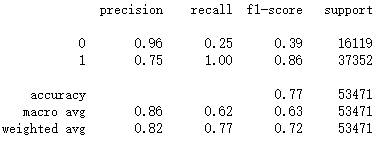 precision recall f1-score support
0 0.96 0.25 0.39 16119
1 0.75 1.00 0.86 37352
accuracy 0.77 53471
macro avg 0.86 0.62 0.63 53471
weighted avg 0.82 0.77 0.72 53471